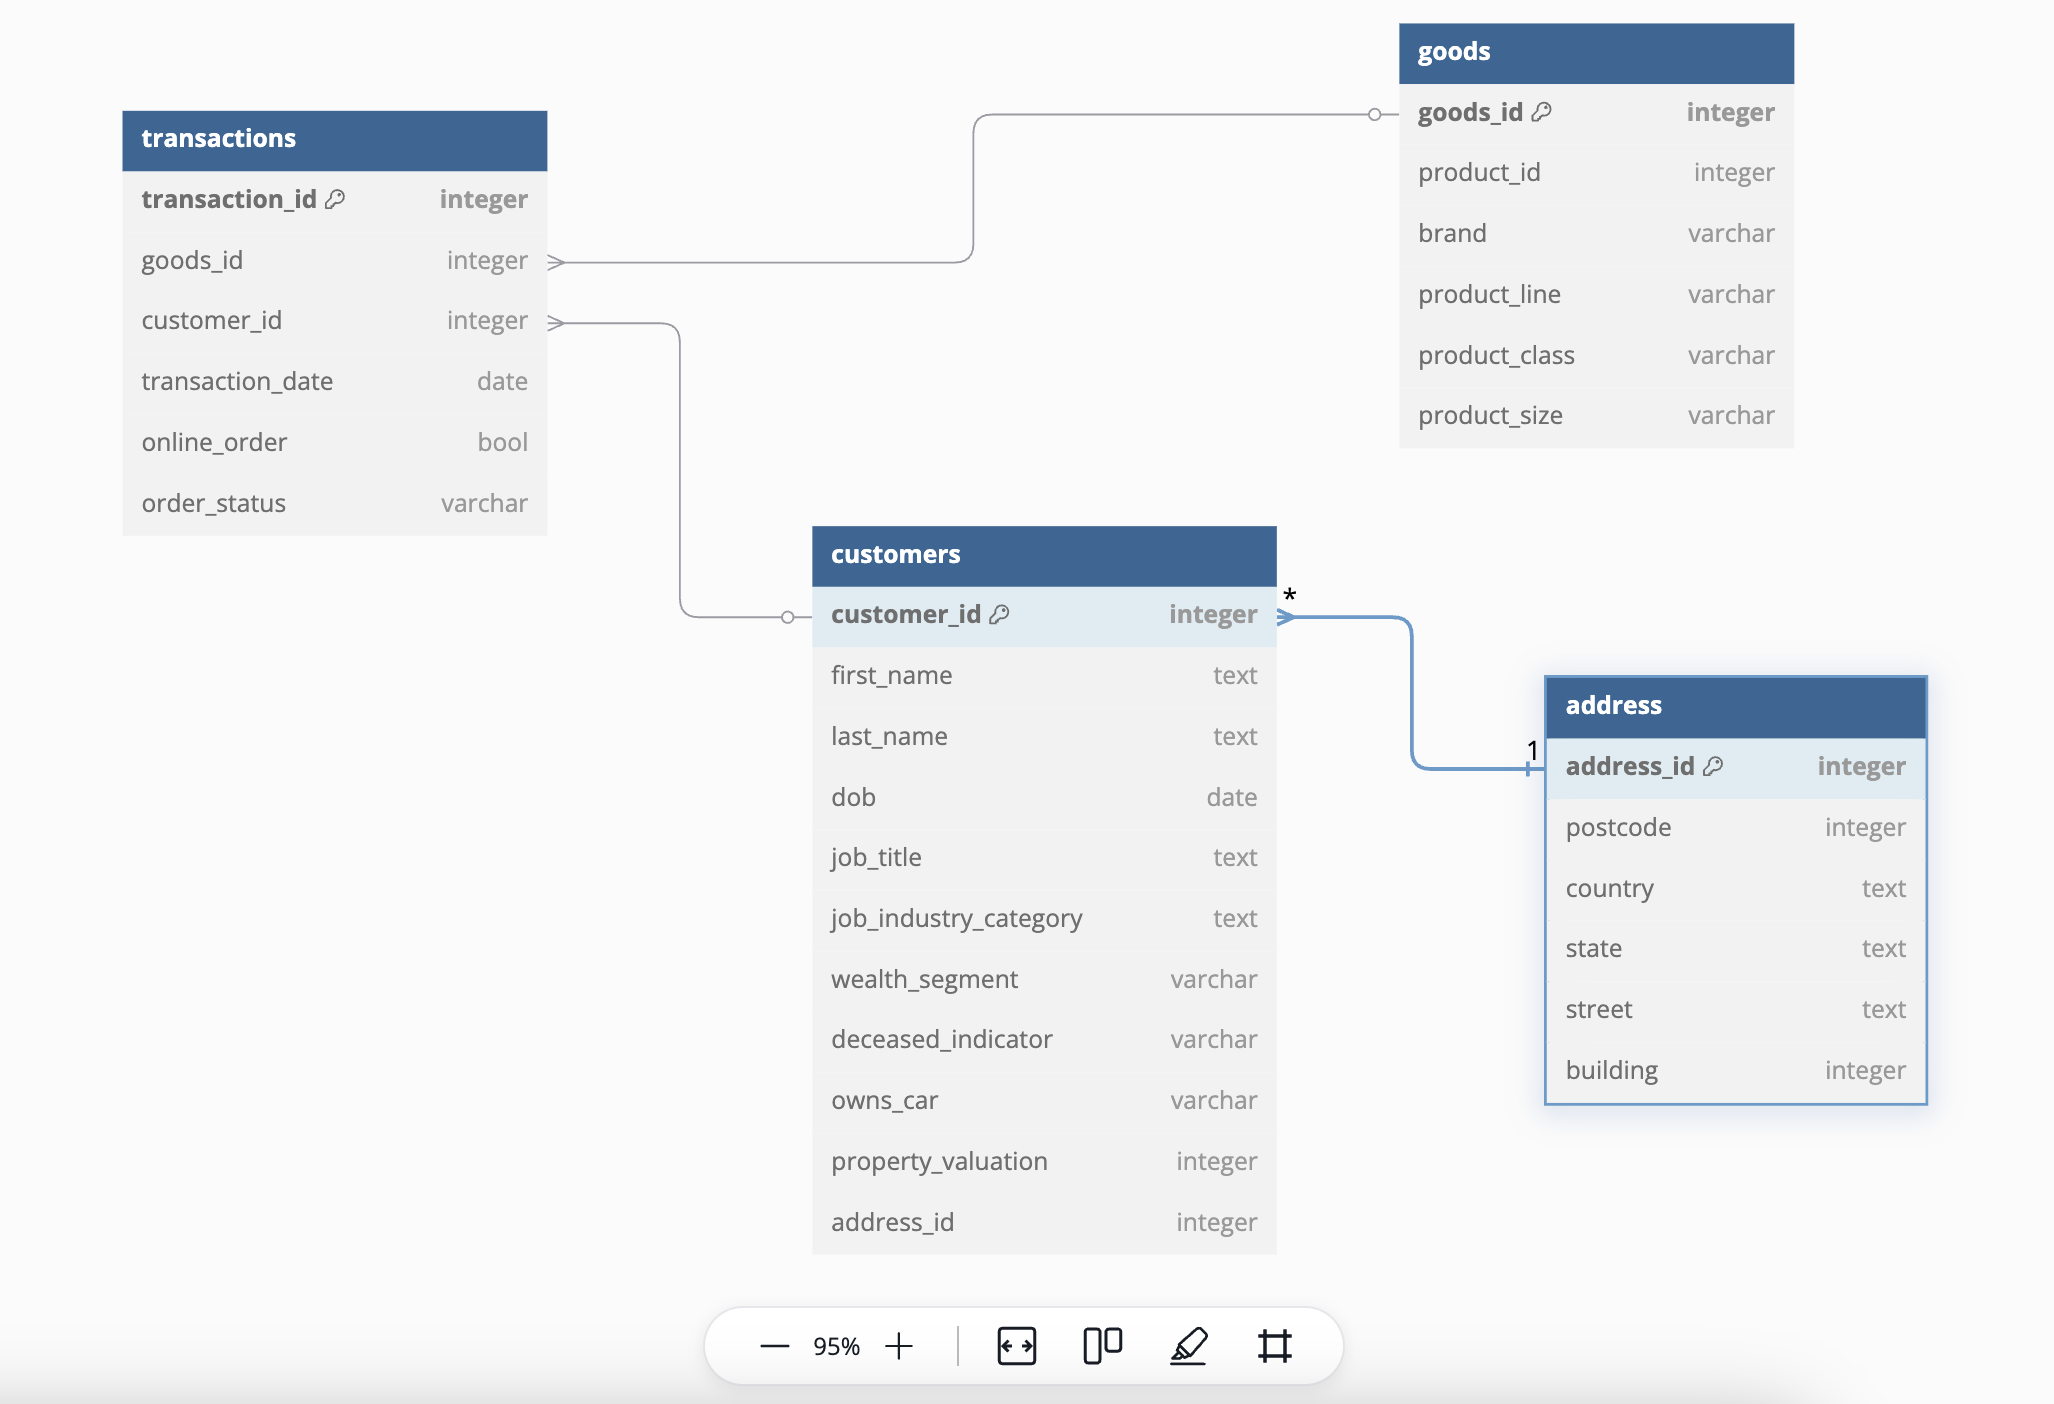 transactions
transaction_id integer
goods_id integer
customer_id integer
transaction_date date
online_order bool
order_status varchar
goods
goods_id integer
product_id integer
brand varchar
product_line varchar
product_class varchar
product_size varchar
customers
customer_id integer
first_name text
last_name text
dob date
job_title text
job_industry_category text
wealth_segment varchar
deceased_indicator varchar
owns_car varchar
property_valuation integer
address_id integer
*
1
address
address_id integer
postcode integer
country text
state text
street text
building integer
95%